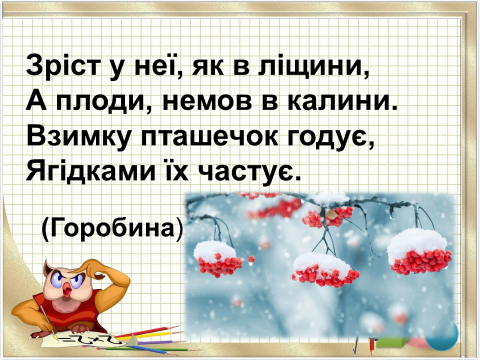 Зріст у неї, як в ліщини,
А плоди, немов в калини.
Взимку пташечок годує,
Ягідками їх частує.
(Горобина)